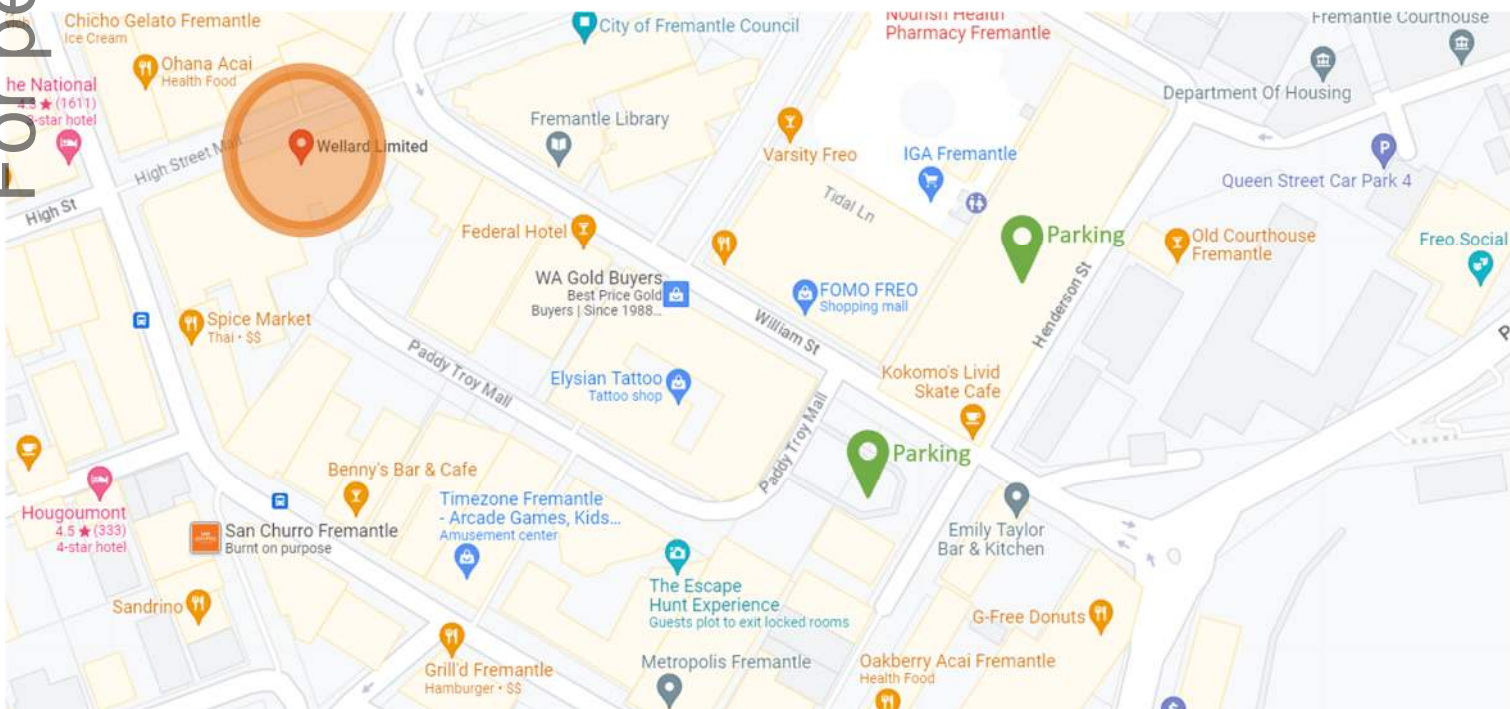 For pe
Chicho Gelato Fremantle
Ice Cream
Ohana Acai
Health Food
he National
4.3 ★ (1611)
-star hotel
High Street Mall
High St
Wellard Limited
City of Fremantle Council
Fremantle Library
Nourish Health
Pharmacy Fremantle
Varsity Freo
IGA Fremantle
Tidal Ln
Fremantle Courthouse
Department Of Housing
P
Queen Street Car Park 4
Parking
Old Courthouse
Fremantle
Freo.Social
Federal Hotel
WA Gold Buyers
Best Price Gold
Buyers | Since 1988...
FOMO FREO
Shopping mall
William St
Henderson St
Spice Market
Thai • $$
Paddy Troy Mall
Elysian Tattoo
Tattoo shop
Kokomo's Livid
Skate Cafe
P
Paddy Troy Mall
Parking
Benny's Bar & Cafe
Hougoumont
4.5 ★ (333)
4-star hotel
San Churro Fremantle
Burnt on purpose
Timezone Fremantle
- Arcade Games, Kids...
Amusement center
Emily Taylor
Bar & Kitchen
The Escape
Hunt Experience
Guests plot to exit locked rooms
Sandrino
G-Free Donuts
Grill'd Fremantle
Hamburger • $$
Metropolis Fremantle
Oakberry Acai Fremantle
Health Food